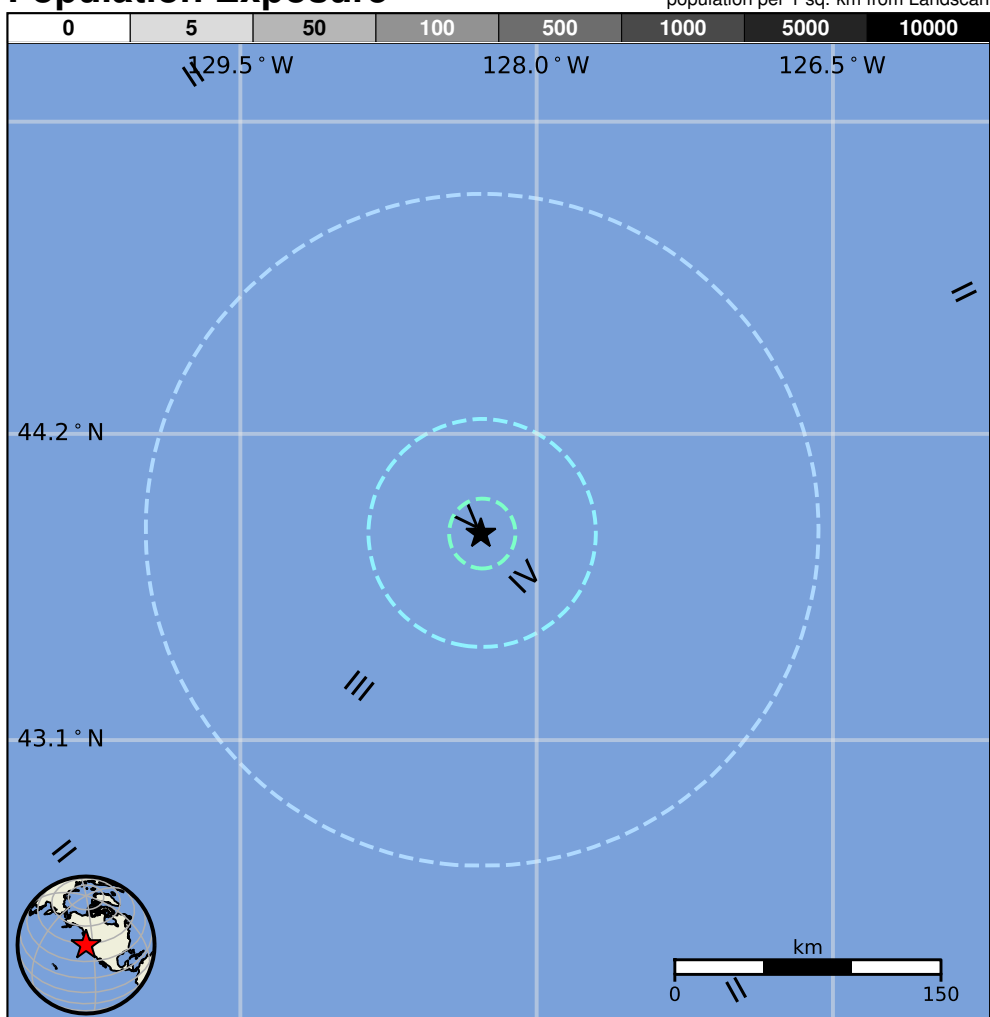 Population Exposure
population per 1 sq. km from Landscan
0 5 50 100 500 1000 5000 10000
129.5°W 128.0°W 126.5°W
II
II
44.2°N
V
IV
III
43.1°N
II
km
II
0 150